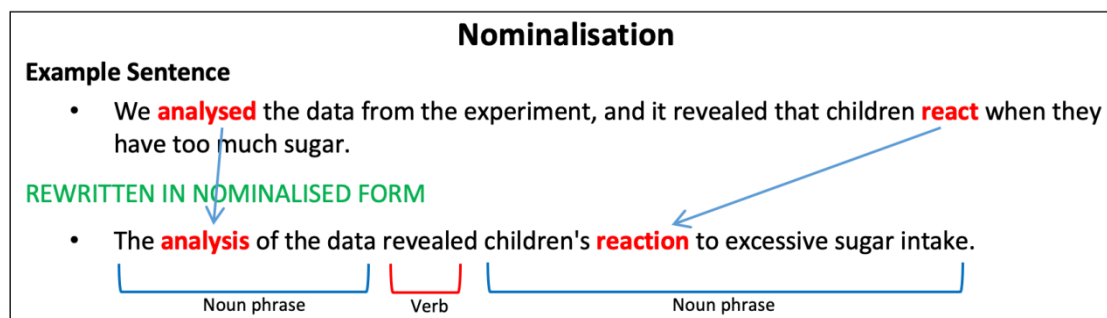 Nominalisation
Example Sentence
• We analysed the data from the experiment, and it revealed that children react when they
have too much sugar.
REWRITTEN IN NOMINALISED FORM
• The analysis of the data revealed children's reaction to excessive sugar intake.
Noun phrase Verb Noun phrase